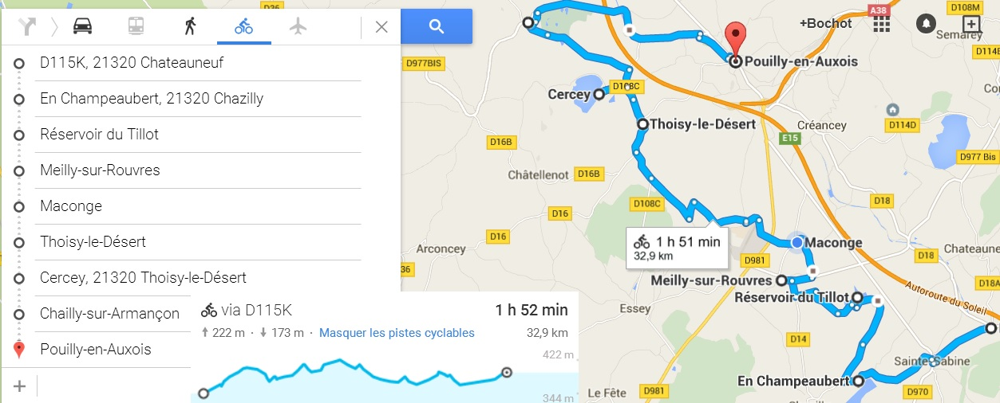 D115K, 21320 Chateauneuf
En Champeaubert, 21320 Chazilly
Réservoir du Tillot
Meilly-sur-Rouvres
Maconge
Thoisy-le-Désert
Cercey, 21320 Thoisy-le-Désert
Chailly-sur-Armançon
Pouilly-en-Auxois
via D115K
1 h 52 min
222 m · 173 m · Masquer les pistes cyclables
32,9 km
422 m
344 m
D36
D108M
A38
+Bochot
Semarey
D977BIS
Pouilly-en-Auxois
D114E
Cercey
D108C
Thoisy-le-Désert
Créancey
D114D
E15
D16B
D977 Bis
Châtellenot
D16B
D108C
D18
D16
D16
1 h 51 min
32,9 km
Maconge
Arconcey
D981
D18
Chateaune
36
Meilly-sur-Rouvres
D18A
Autoroute du Soleil
Réservoir du Tillot
Essey
D14
Sainte-Sabine
En Champeaubert
Le Fête
D981
D970